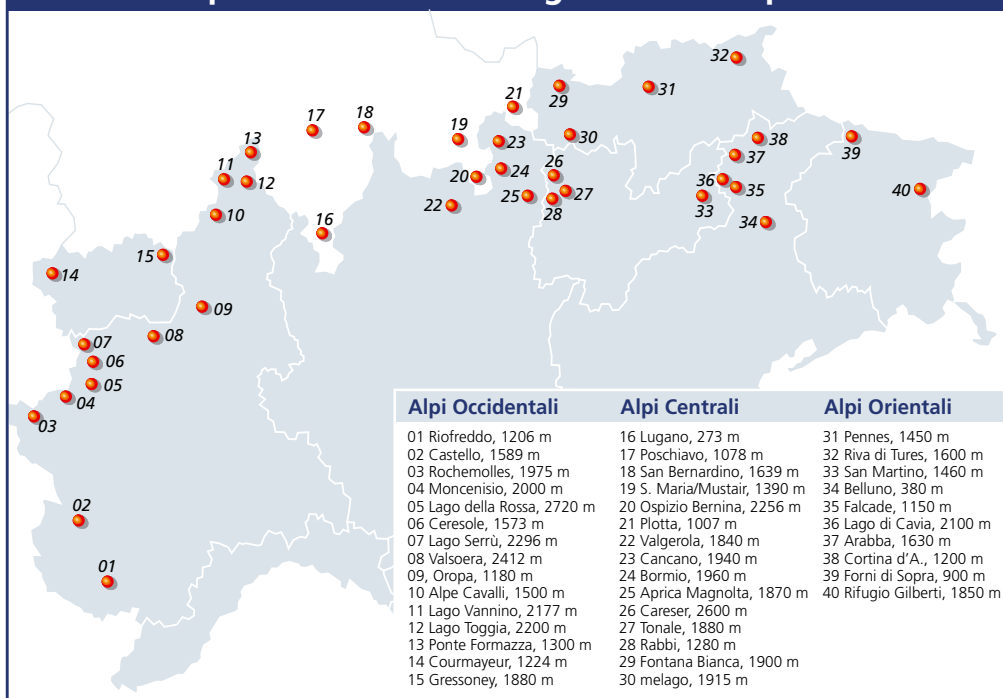 32
31
29
21
18
17
30
19
23
38
39
13
37
24
26
11
12
20
36
35
40
27
25
28
33
22
10
34
16
15
14
09
08
07
06
05
04
03
02
01
Alpi Occidentali
01 Riofreddo, 1206 m
02 Castello, 1589 m
03 Rochemolles, 1975 m
04 Moncenisio, 2000 m
05 Lago della Rossa, 2720 m
06 Ceresole, 1573 m
07 Lago Serrù, 2296 m
08 Valsoera, 2412 m
09, Oropa, 1180 m
10 Alpe Cavalli, 1500 m
11 Lago Vannino, 2177 m
12 Lago Toggia, 2200 m
13 Ponte Formazza, 1300 m
14 Courmayeur, 1224 m
15 Gressoney, 1880 m
Alpi Centrali
16 Lugano, 273 m
17 Poschiavo, 1078 m
18 San Bernardino, 1639 m
19 S. Maria/Mustair, 1390 m
20 Ospizio Bernina, 2256 m
21 Plotta, 1007 m
22 Valgerola, 1840 m
23 Cancano, 1940 m
24 Bormio, 1960 m
25 Aprica Magnolta, 1870 m
26 Careser, 2600 m
27 Tonale, 1880 m
28 Rabbi, 1280 m
29 Fontana Bianca, 1900 m
30 melago, 1915 m
Alpi Orientali
31 Pennes, 1450 m
32 Riva di Tures, 1600 m
33 San Martino, 1460 m
34 Belluno, 380 m
35 Falcade, 1150 m
36 Lago di Cavia, 2100 m
37 Arabba, 1630 m
38 Cortina d'A., 1200 m
39 Forni di Sopra, 900 m
40 Rifugio Gilberti, 1850 m